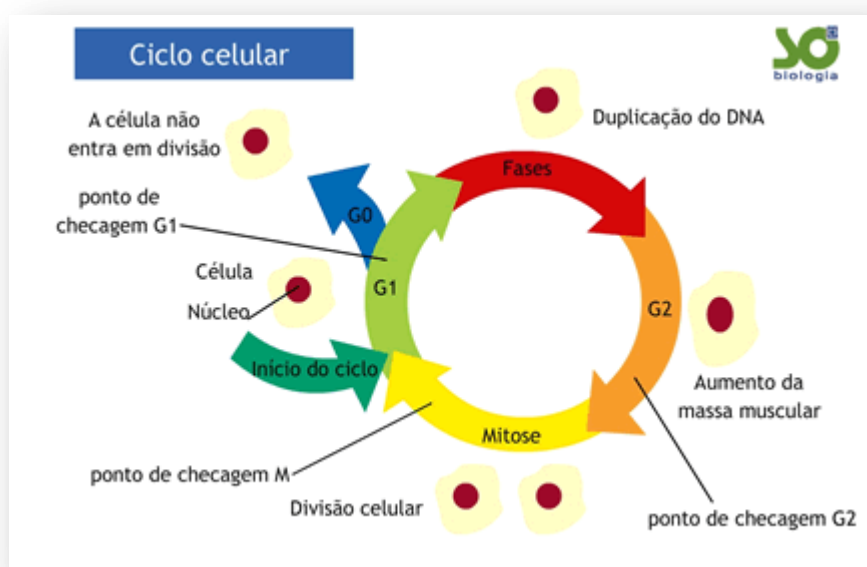 Ciclo celular
SO
biologia
A célula não
entra em divisão
Duplicação do DNA
Fases
ponto de
checagem G1
G0
Célula
G1
G2
Núcleo
Início do ciclo
Aumento da
massa muscular
Mitose
ponto de checagem M
Divisão celular
ponto de checagem G2